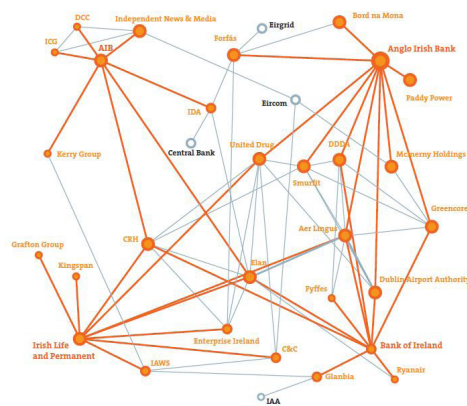 DCC
Independent News & Media
Eirgrid
Bord na Mona
ICG
AIB
Forfás
Anglo Irish Bank
Paddy Power
IDA
Eircom
Central Bank
Kerry Group
United Drug
DDDA
McInerny Holdings
Smurfit
Greencore
Aer Lingus
Grafton Group
CRH
Kingspan
Elan
Dublin Airport Authority
Fyffes
Irish Life
and Permanent
Enterprise Ireland
Bank of Ireland
C&C
IAWS
Glanbia
Ryanair
IAA